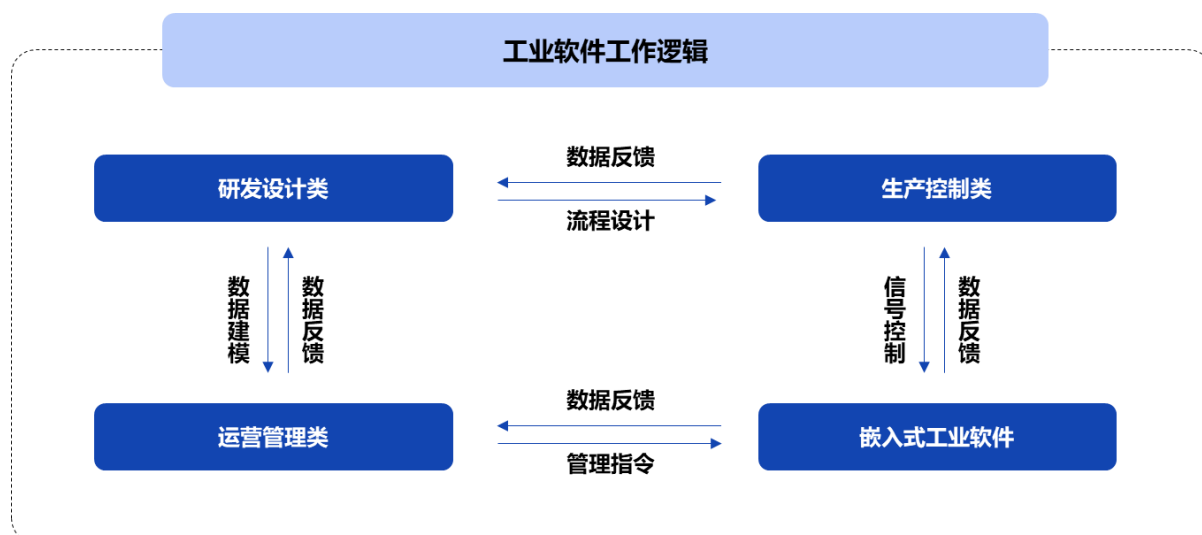 工业软件工作逻辑
研发设计类
数据反馈
流程设计
生产控制类
数据建模
数据反馈
信号控制
数据反馈
运营管理类
数据反馈
管理指令
嵌入式工业软件